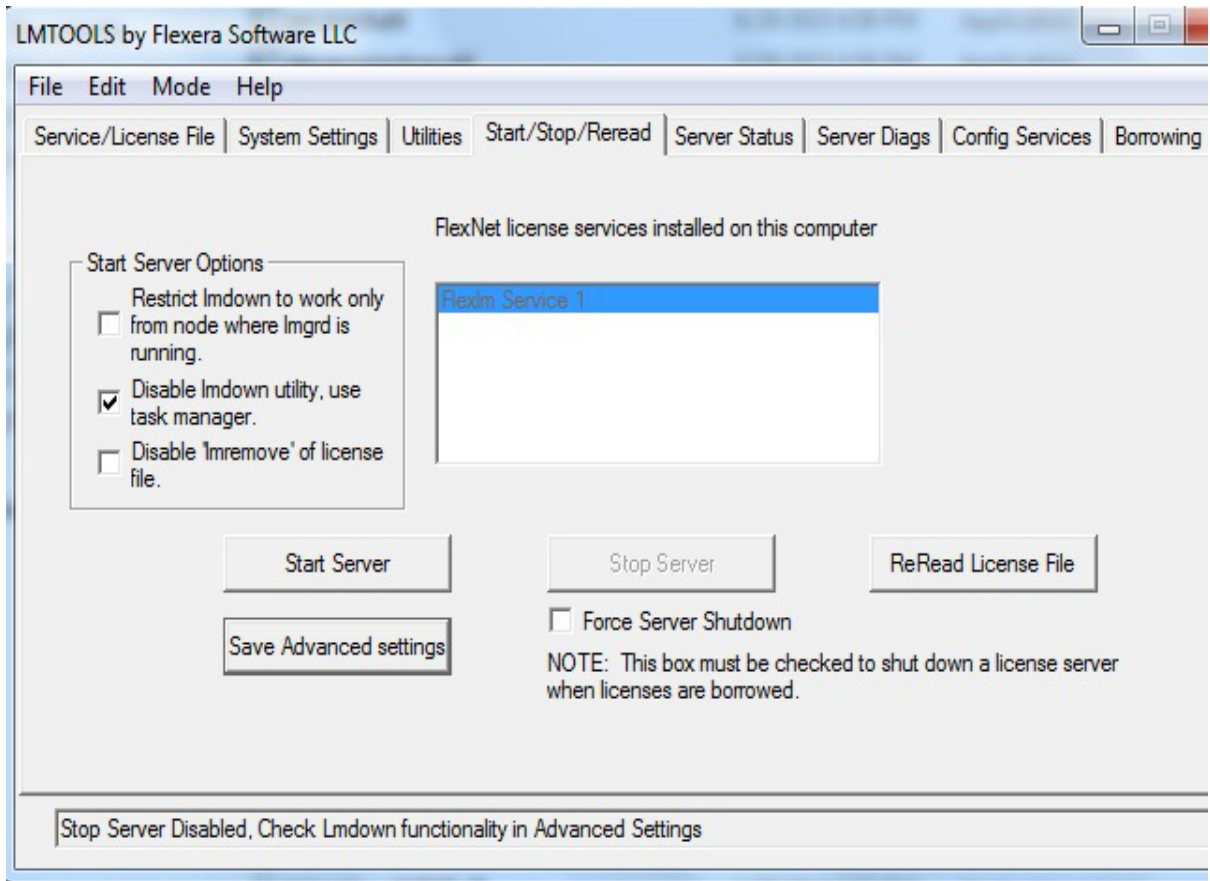 LMTOOLS by Flexera Software LLC
File Edit Mode Help
Service/License File System Settings Utilities Start/Stop/Reread Server Status Server Diags Config Services Borrowing
FlexNet license services installed on this computer
Start Server Options
Restrict lmdown to work only
from node where lmgrd is
running.
Disable lmdown utility, use
task manager.
Disable 'lmremove' of license
file.
Flexlm Service 1
Start Server
Stop Server
ReRead License File
Save Advanced settings
Force Server Shutdown
NOTE: This box must be checked to shut down a license server
when licenses are borrowed.
Stop Server Disabled, Check Lmdown functionality in Advanced Settings